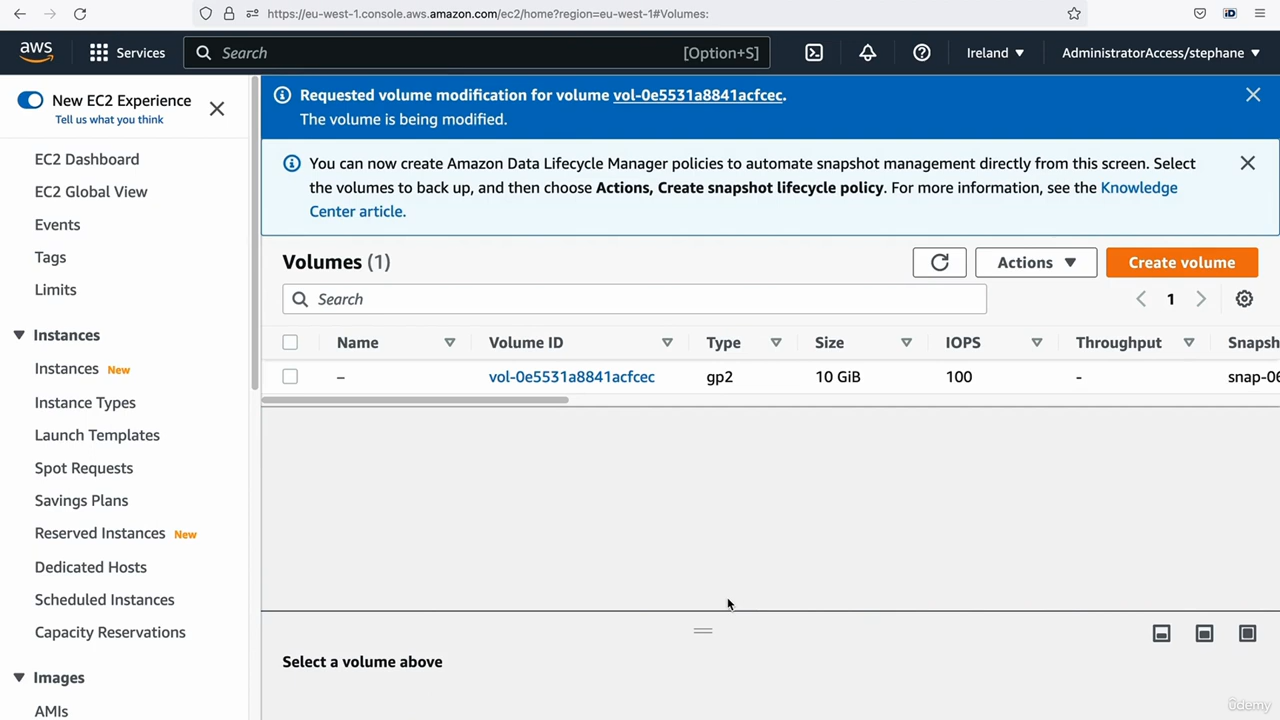 https://eu-west-1.console.aws.amazon.com/ec2/home?region=eu-west-1#Volumes:
aws
Services
Search
[Option+S]
Ireland
AdministratorAccess/stephane
New EC2 Experience
Tell us what you think
EC2 Dashboard
EC2 Global View
Events
Tags
Limits
Instances
Instances New
Instance Types
Launch Templates
Spot Requests
Savings Plans
Reserved Instances New
Dedicated Hosts
Scheduled Instances
Capacity Reservations
Images
AMIs
Requested volume modification for volume vol-0e5531a8841acfcec.
The volume is being modified.
You can now create Amazon Data Lifecycle Manager policies to automate snapshot management directly from this screen. Select
the volumes to back up, and then choose Actions, Create snapshot lifecycle policy. For more information, see the Knowledge
Center article.
Volumes (1)
Actions
Create volume
Search
1
Name Volume ID Type Size IOPS Throughput Snapsh
– vol-0e5531a8841acfcec gp2 10 GiB 100 - snap-06
Select a volume above
ûdemy